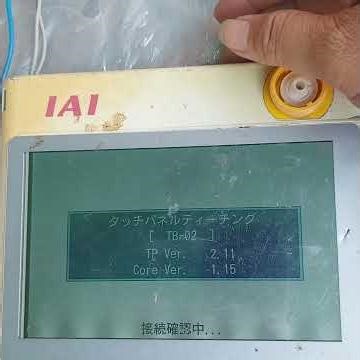 IAI
タッチパネルティーチング
[ TB-02 ]
TP Ver. 2.11
Core Ver. 1.15
接続確認中...